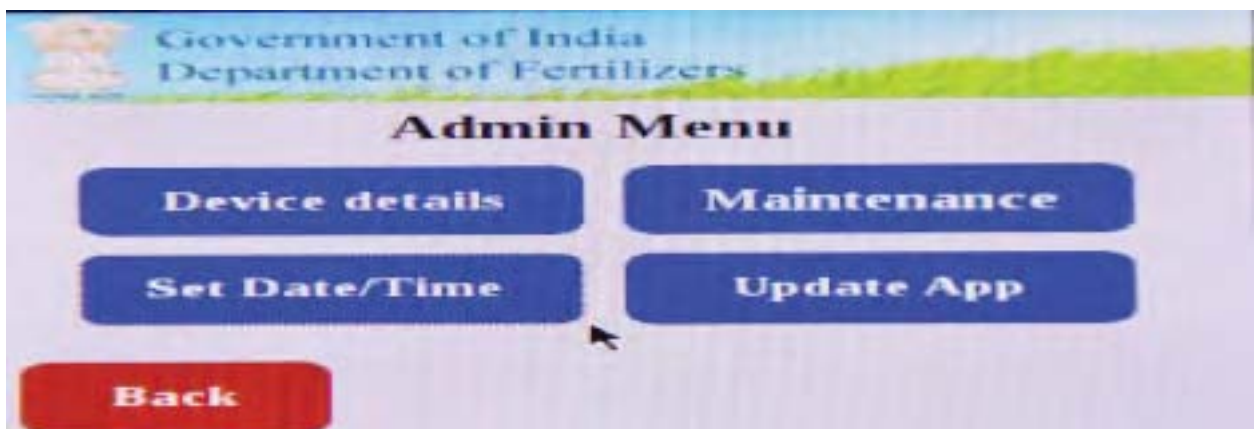 Government of India
Department of Fertilizers
Admin Menu
Device details Maintenance
Set Date/Time Update App
Back